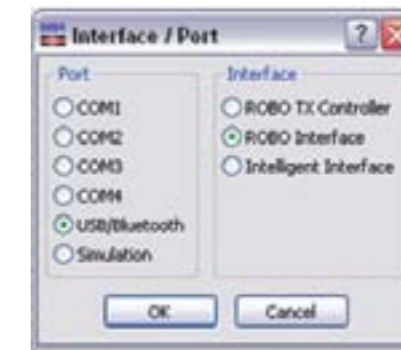 Interface / Port
Port
COM1
COM2
COM3
COM4
USB/Bluetooth
Simulation
Interface
ROBO TX Controller
ROBO Interface
Intelligent Interface
OK
Cancel